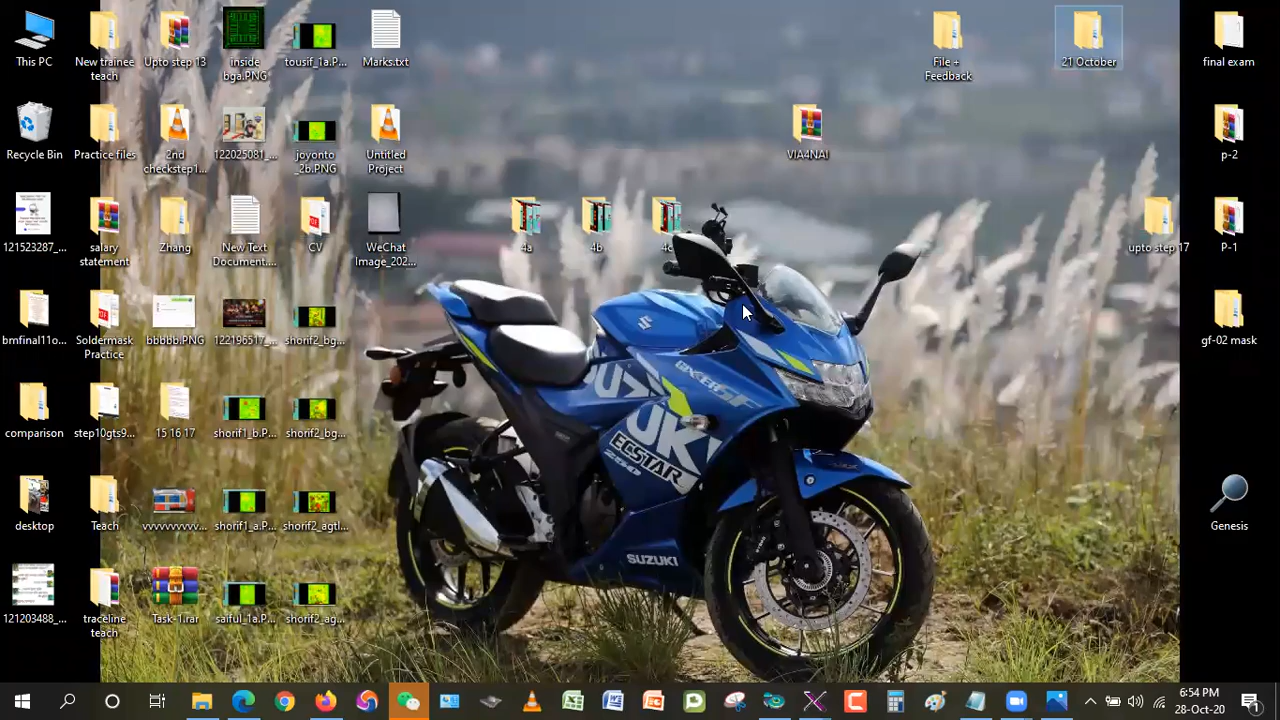 This PC
New trainee
teach
Upto step 13
inside
bga.PNG
tousif_1a.P...
Marks.txt
File +
Feedback
21 October
final exam
Recycle Bin
Practice files
2nd
checkstep1...
122025081_...
joyonto
_2b.PNG
Untitled
Project
VIA4NAI
p-2
121523287_...
salary
statement
Zhang
New Text
Document....
CV
WeChat
Image_202...
4a
4b
upto step 17
P-1
bmfinal11o...
Soldermask
Practice
bbbbb.PNG
122196517_...
shorif2_bg...
gf-02 mask
comparison
step10gts9...
15 16 17
shorif1_b.P...
shorif2_bg...
desktop
Teach
vvvvvvvvv...
shorif1_a.P...
shorif2_agtl...
Genesis
121203488_...
traceline
teach
Task-1.rar
saiful_1a.P...
shorif2_ag...
SUZUKI
ECSTAR
250
SUZUKI
6:54 PM
28-Oct-20